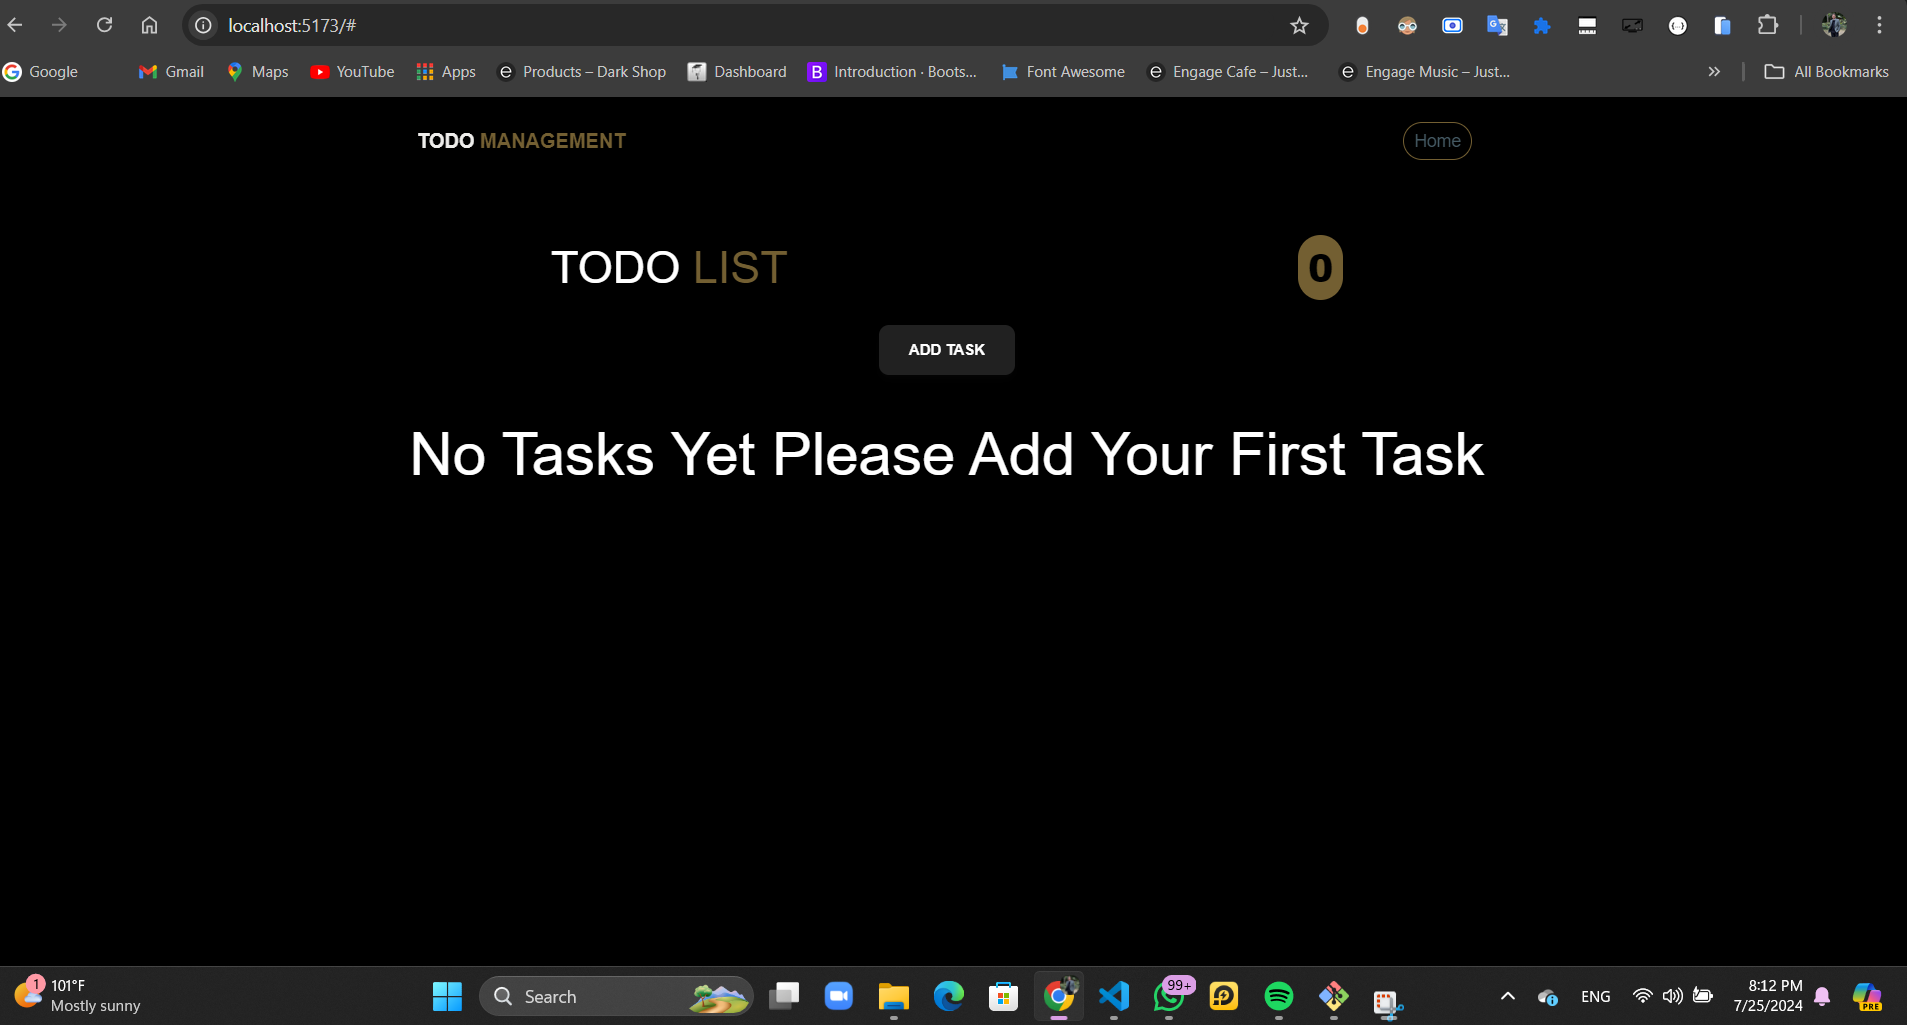 localhost:5173/#
Google Gmail Maps YouTube Apps Products – Dark Shop Dashboard B Introduction · Boots... Font Awesome e Engage Cafe – Just... e Engage Music – Just... » All Bookmarks
TODO MANAGEMENT Home
TODO LIST 0
ADD TASK
No Tasks Yet Please Add Your First Task
1 101°F
Mostly sunny
Search
99+
PRE
ENG
8:12 PM
7/25/2024